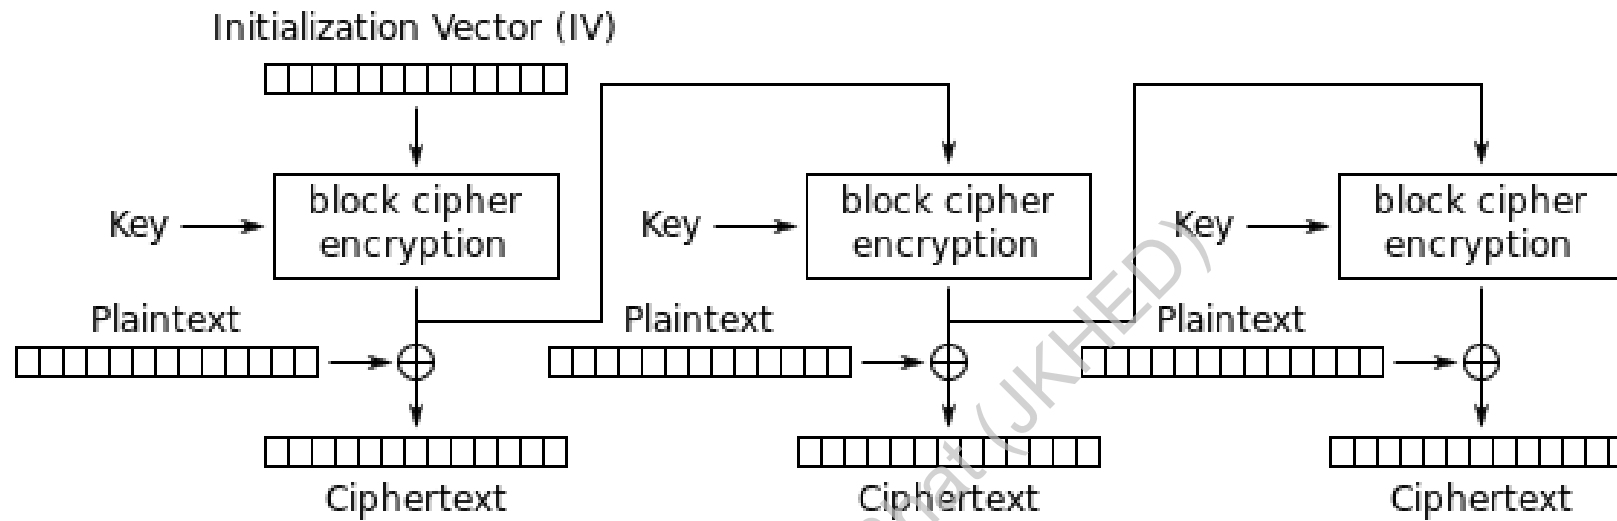 Initialization Vector (IV)
Key
block cipher
encryption
Key
block cipher
encryption
Key
block cipher
encryption
Plaintext
Plaintext
Plaintext
Ciphertext
Ciphertext
Ciphertext
(JKHED)